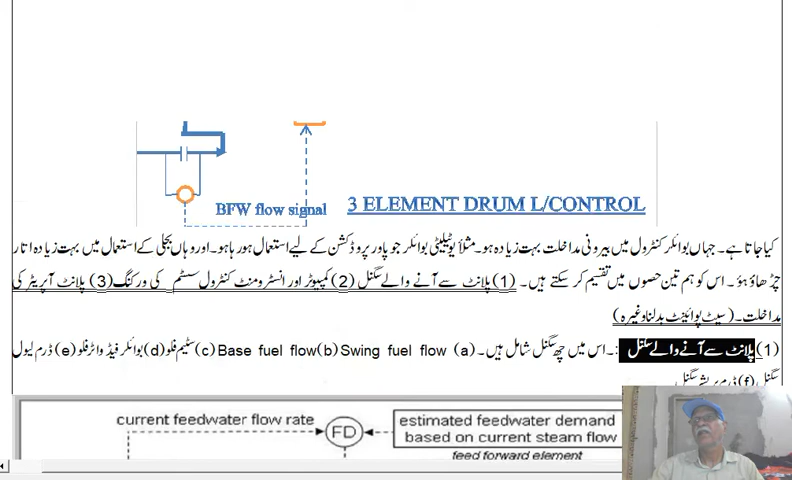 BFW flow signal
3 ELEMENT DRUM L/CONTROL
کیا جاتا ہے۔ جہاں بوائلر کنٹرول میں بیرونی مداخلت بہت زیادہ ہو۔ مثلاً یوٹیلیٹی بوائلر جو پاور پروڈکشن کے لیے استعمال ہو رہا ہو۔ اور وہاں بجلی کے استعمال میں بہت زیادہ اتار
چڑھاؤ ہو۔ اس کو ہم تین حصوں میں تقسیم کر سکتے ہیں۔ (1) پلانٹ سے آنے والے سگنل (2) کمپیوٹر اور انسٹرومنٹ کنٹرول سسٹم کی ورکنگ (3) پلانٹ آپریٹر کی
مداخلت۔ (سیٹ پوائینٹ بدلنا وغیرہ)
(1) پلانٹ سے آنے والے سگنل :۔ اس میں چھ سگنل شامل ہیں۔ (a) Swing fuel flow (b) Base fuel flow (c) سٹیم فلو (d) بوائلر فیڈ واٹر فلو (e) ڈرم لیول
سگنل (f) ڈرم پریشر سگنل
current feedwater flow rate
FD
estimated feedwater demand
based on current steam flow
feed forward element